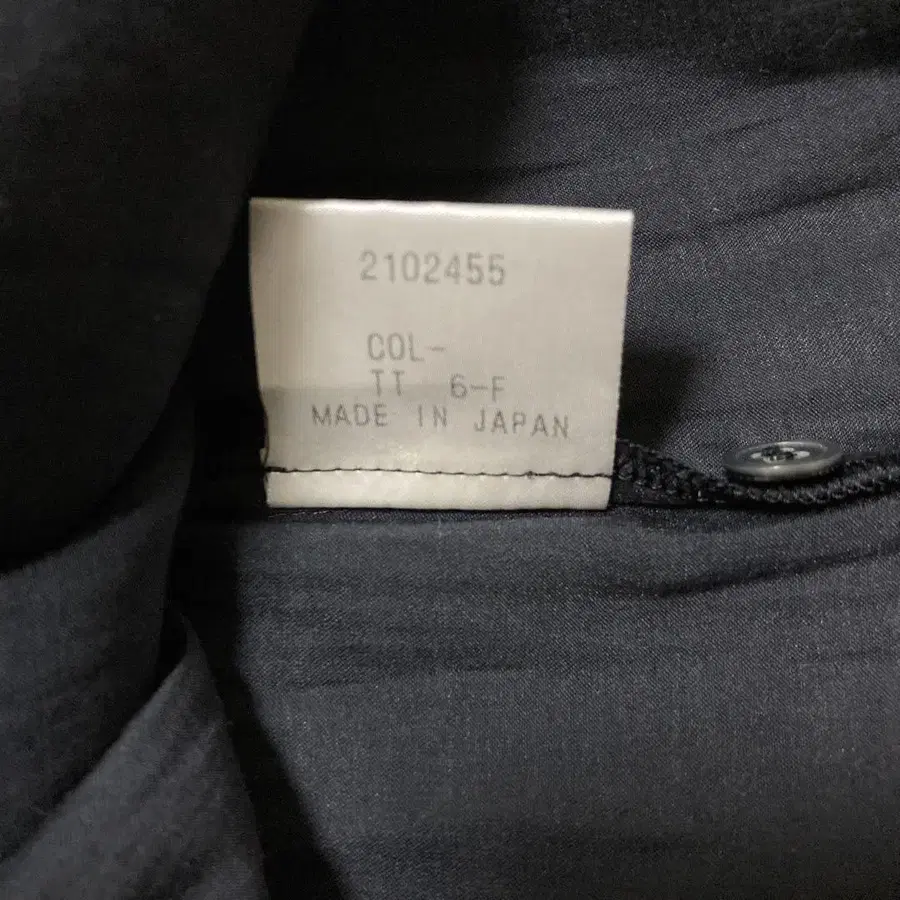 2102455
COL-
TT 6-F
MADE IN JAPAN